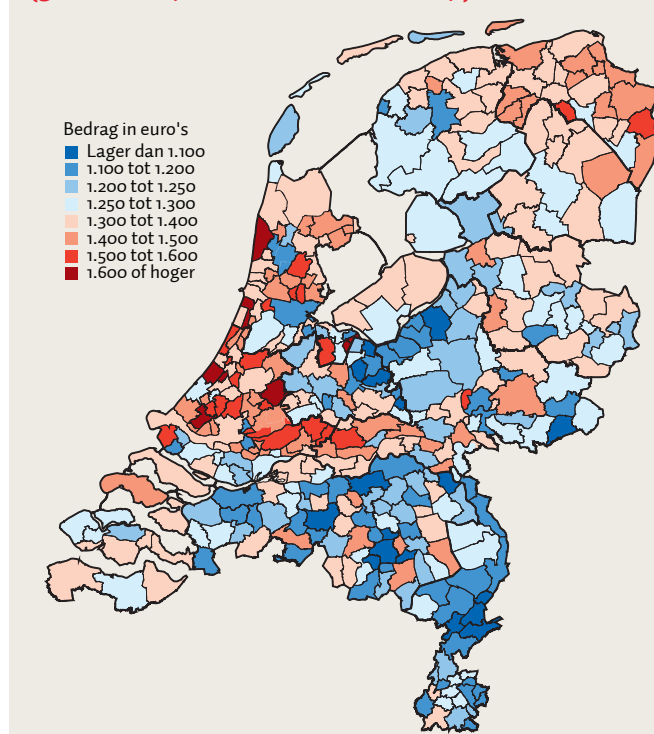 Bedrag in euro's
Lager dan 1.100
1.100 tot 1.200
1.200 tot 1.250
1.250 tot 1.300
1.300 tot 1.400
1.400 tot 1.500
1.500 tot 1.600
1.600 of hoger